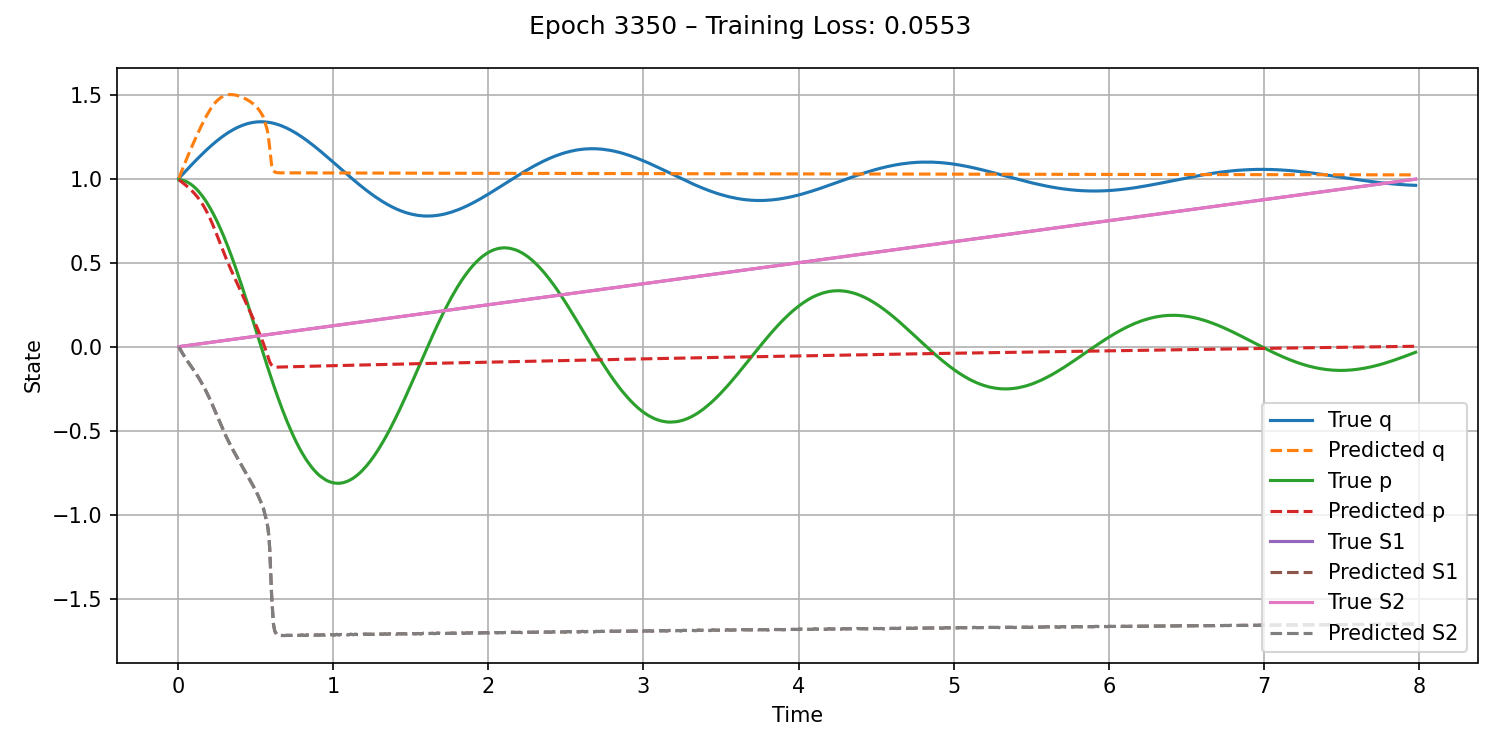 Epoch 3350 – Training Loss: 0.0553
1.5
1.0
0.5
0.0
−0.5
−1.0
−1.5
State
0 1 2 3 4 5 6 7 8
Time
True q
Predicted q
True p
Predicted p
True S1
Predicted S1
True S2
Predicted S2